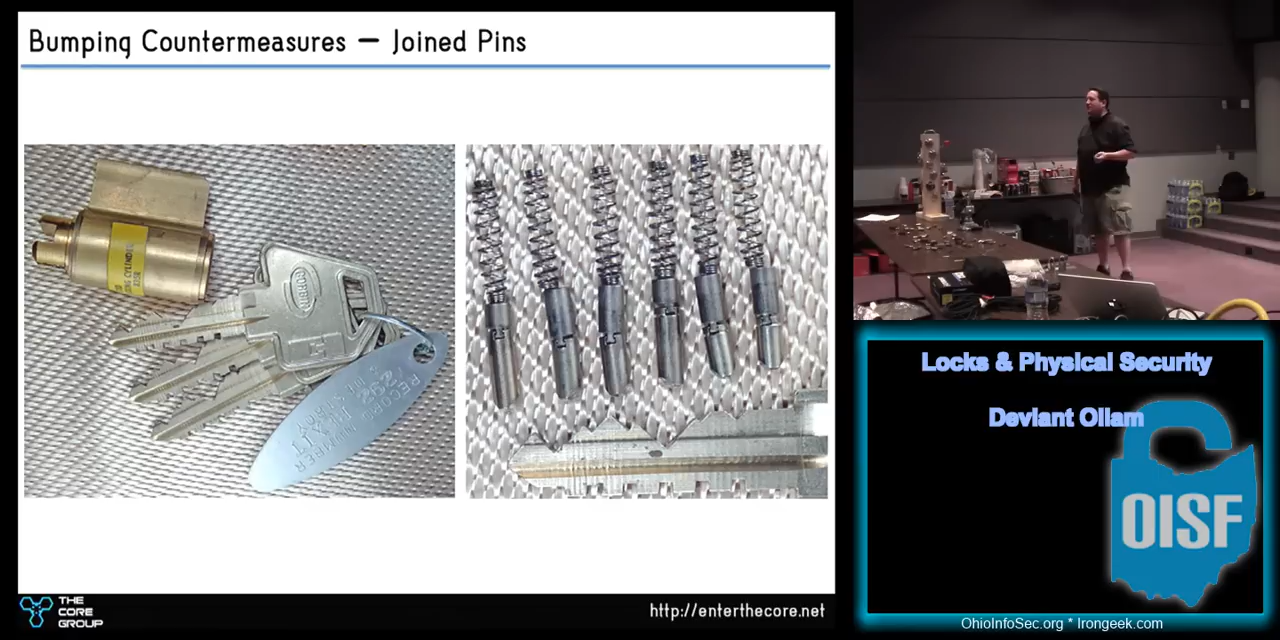 Bumping Countermeasures — Joined Pins
RECORD
THE
CORE
GROUP
http://enterthecore.net
Locks & Physical Security
Deviant Ollam
OISF
OhioInfoSec.org * Irongeek.com